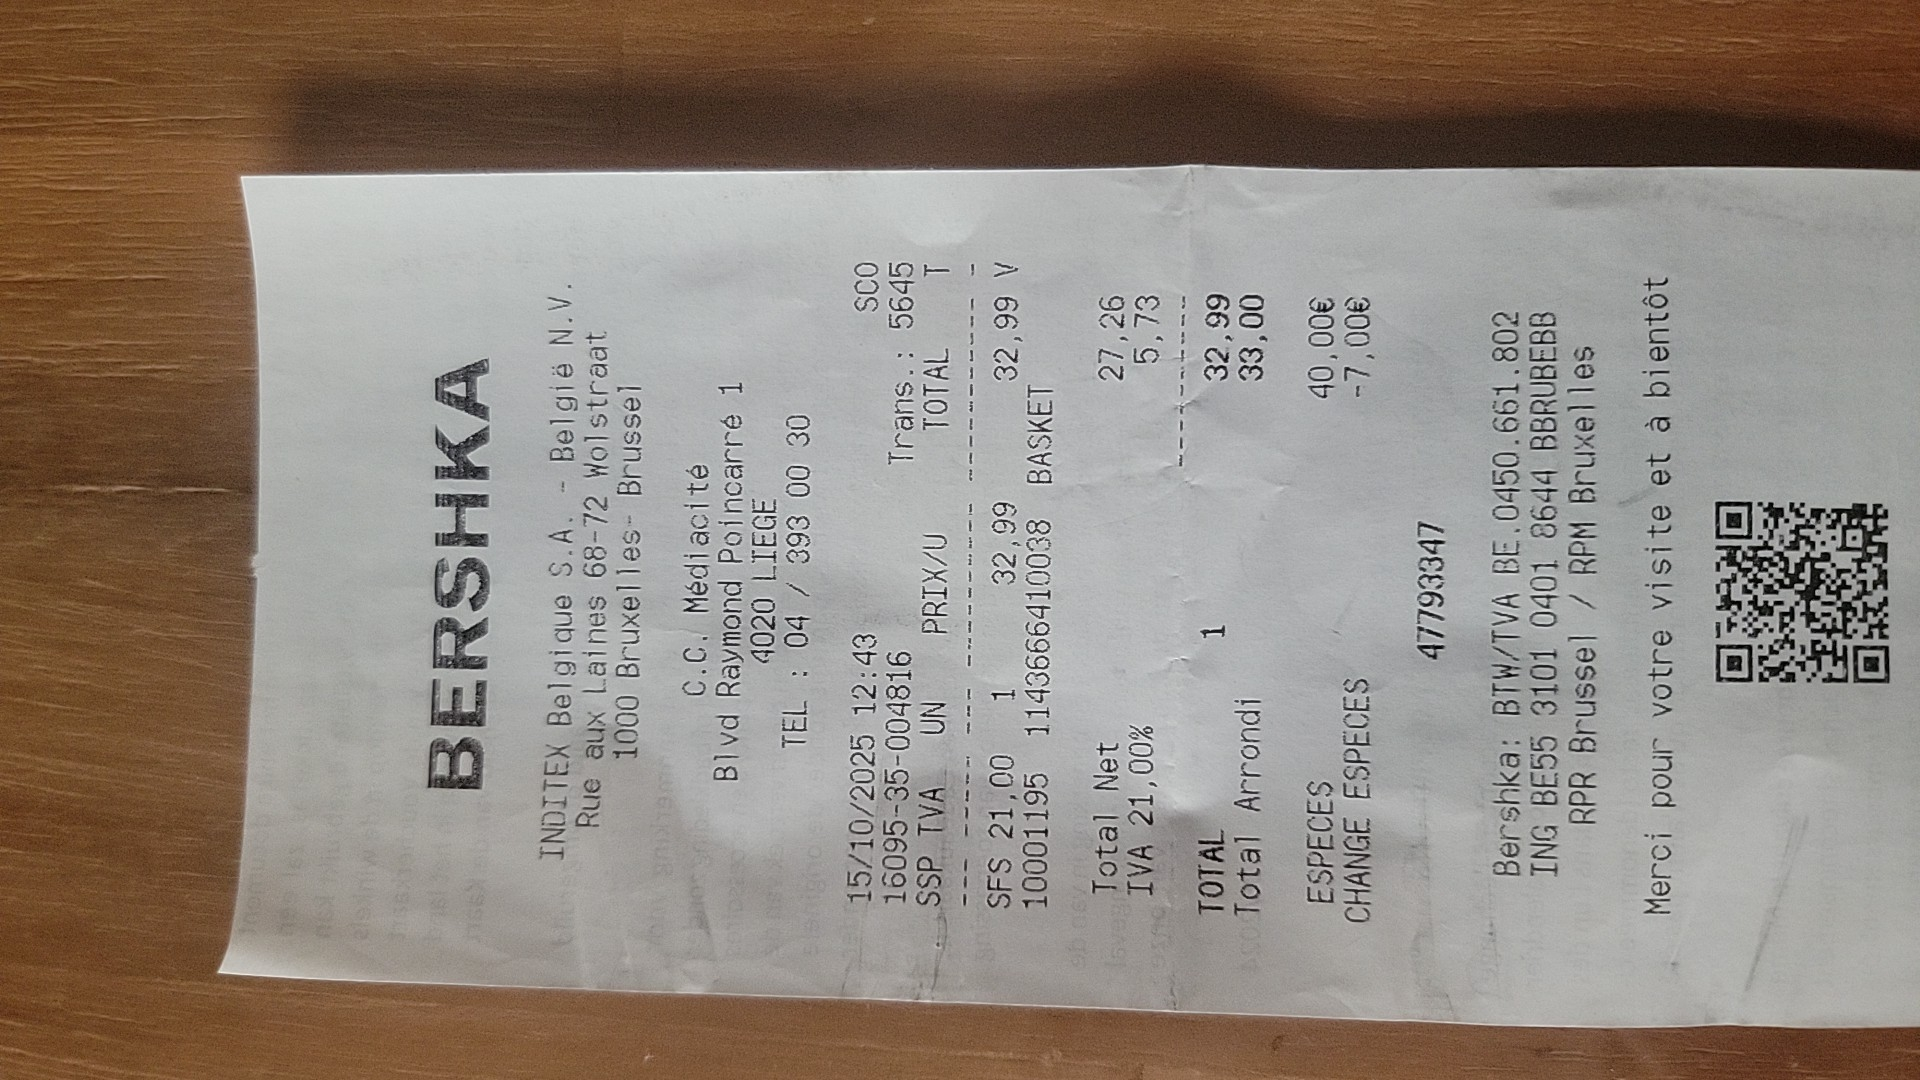 BERSHKA
INDITEX Belgique S.A. - België N.V.
Rue aux Laines 68-72 Wolstraat
1000 Bruxelles- Brussel
C.C. Médiacité
Blvd Raymond Poincarré 1
4020 LIEGE
TEL : 04 / 393 00 30
15/10/2025 12:43 SCO
16095-35-004816 Trans.: 5645
SSP TVA UN PRIX/U TOTAL T
SFS 21,00 1 32,99 32,99 V
10001195 1143666410038 BASKET
Total Net 27,26
IVA 21,00% 5,73
TOTAL 1 32,99
Total Arrondi 33,00
ESPECES 40,00€
CHANGE ESPECES -7,00€
47793347
Bershka: BTW/TVA BE.0450.661.802
ING BE55 3101 0401 8644 BBRUBEBB
RPR Brussel / RPM Bruxelles
Merci pour votre visite et à bientôt